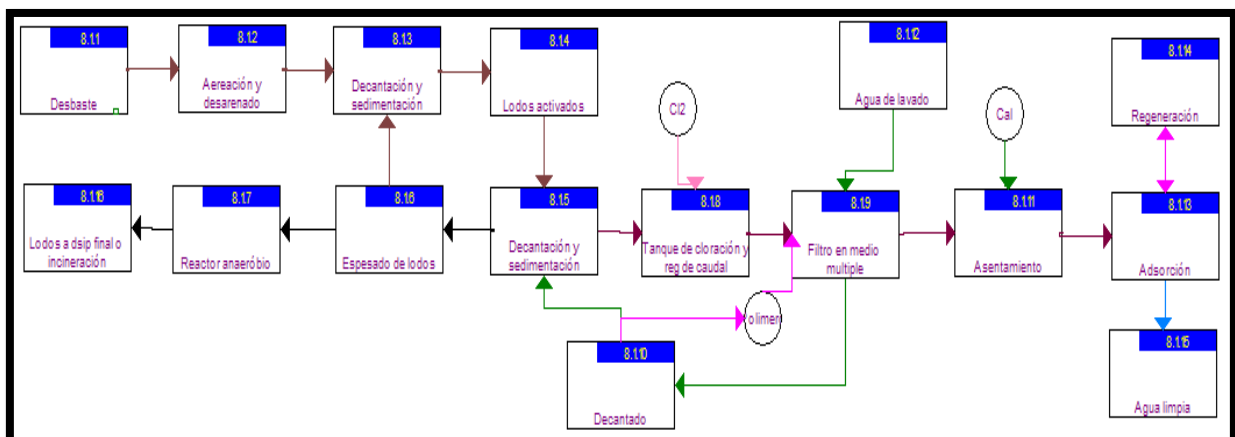 8.1.1
Desbaste
8.1.2
Aereación y
desarenado
8.1.3
Decantación y
sedimentación
8.1.4
Lodos activados
8.1.12
Agua de lavado
8.1.14
Regeneración
Cl2
Cal
8.1.16
Lodos a dsip final o
incineración
8.1.7
Reactor anaeróbio
8.1.6
Espesado de lodos
8.1.5
Decantación y
sedimentación
8.1.8
Tanque de cloración y
reg de caudal
8.1.9
Filtro en medio
multiple
8.1.11
Asentamiento
8.1.13
Adsorción
olimer
8.1.10
Decantado
8.1.15
Agua limpia